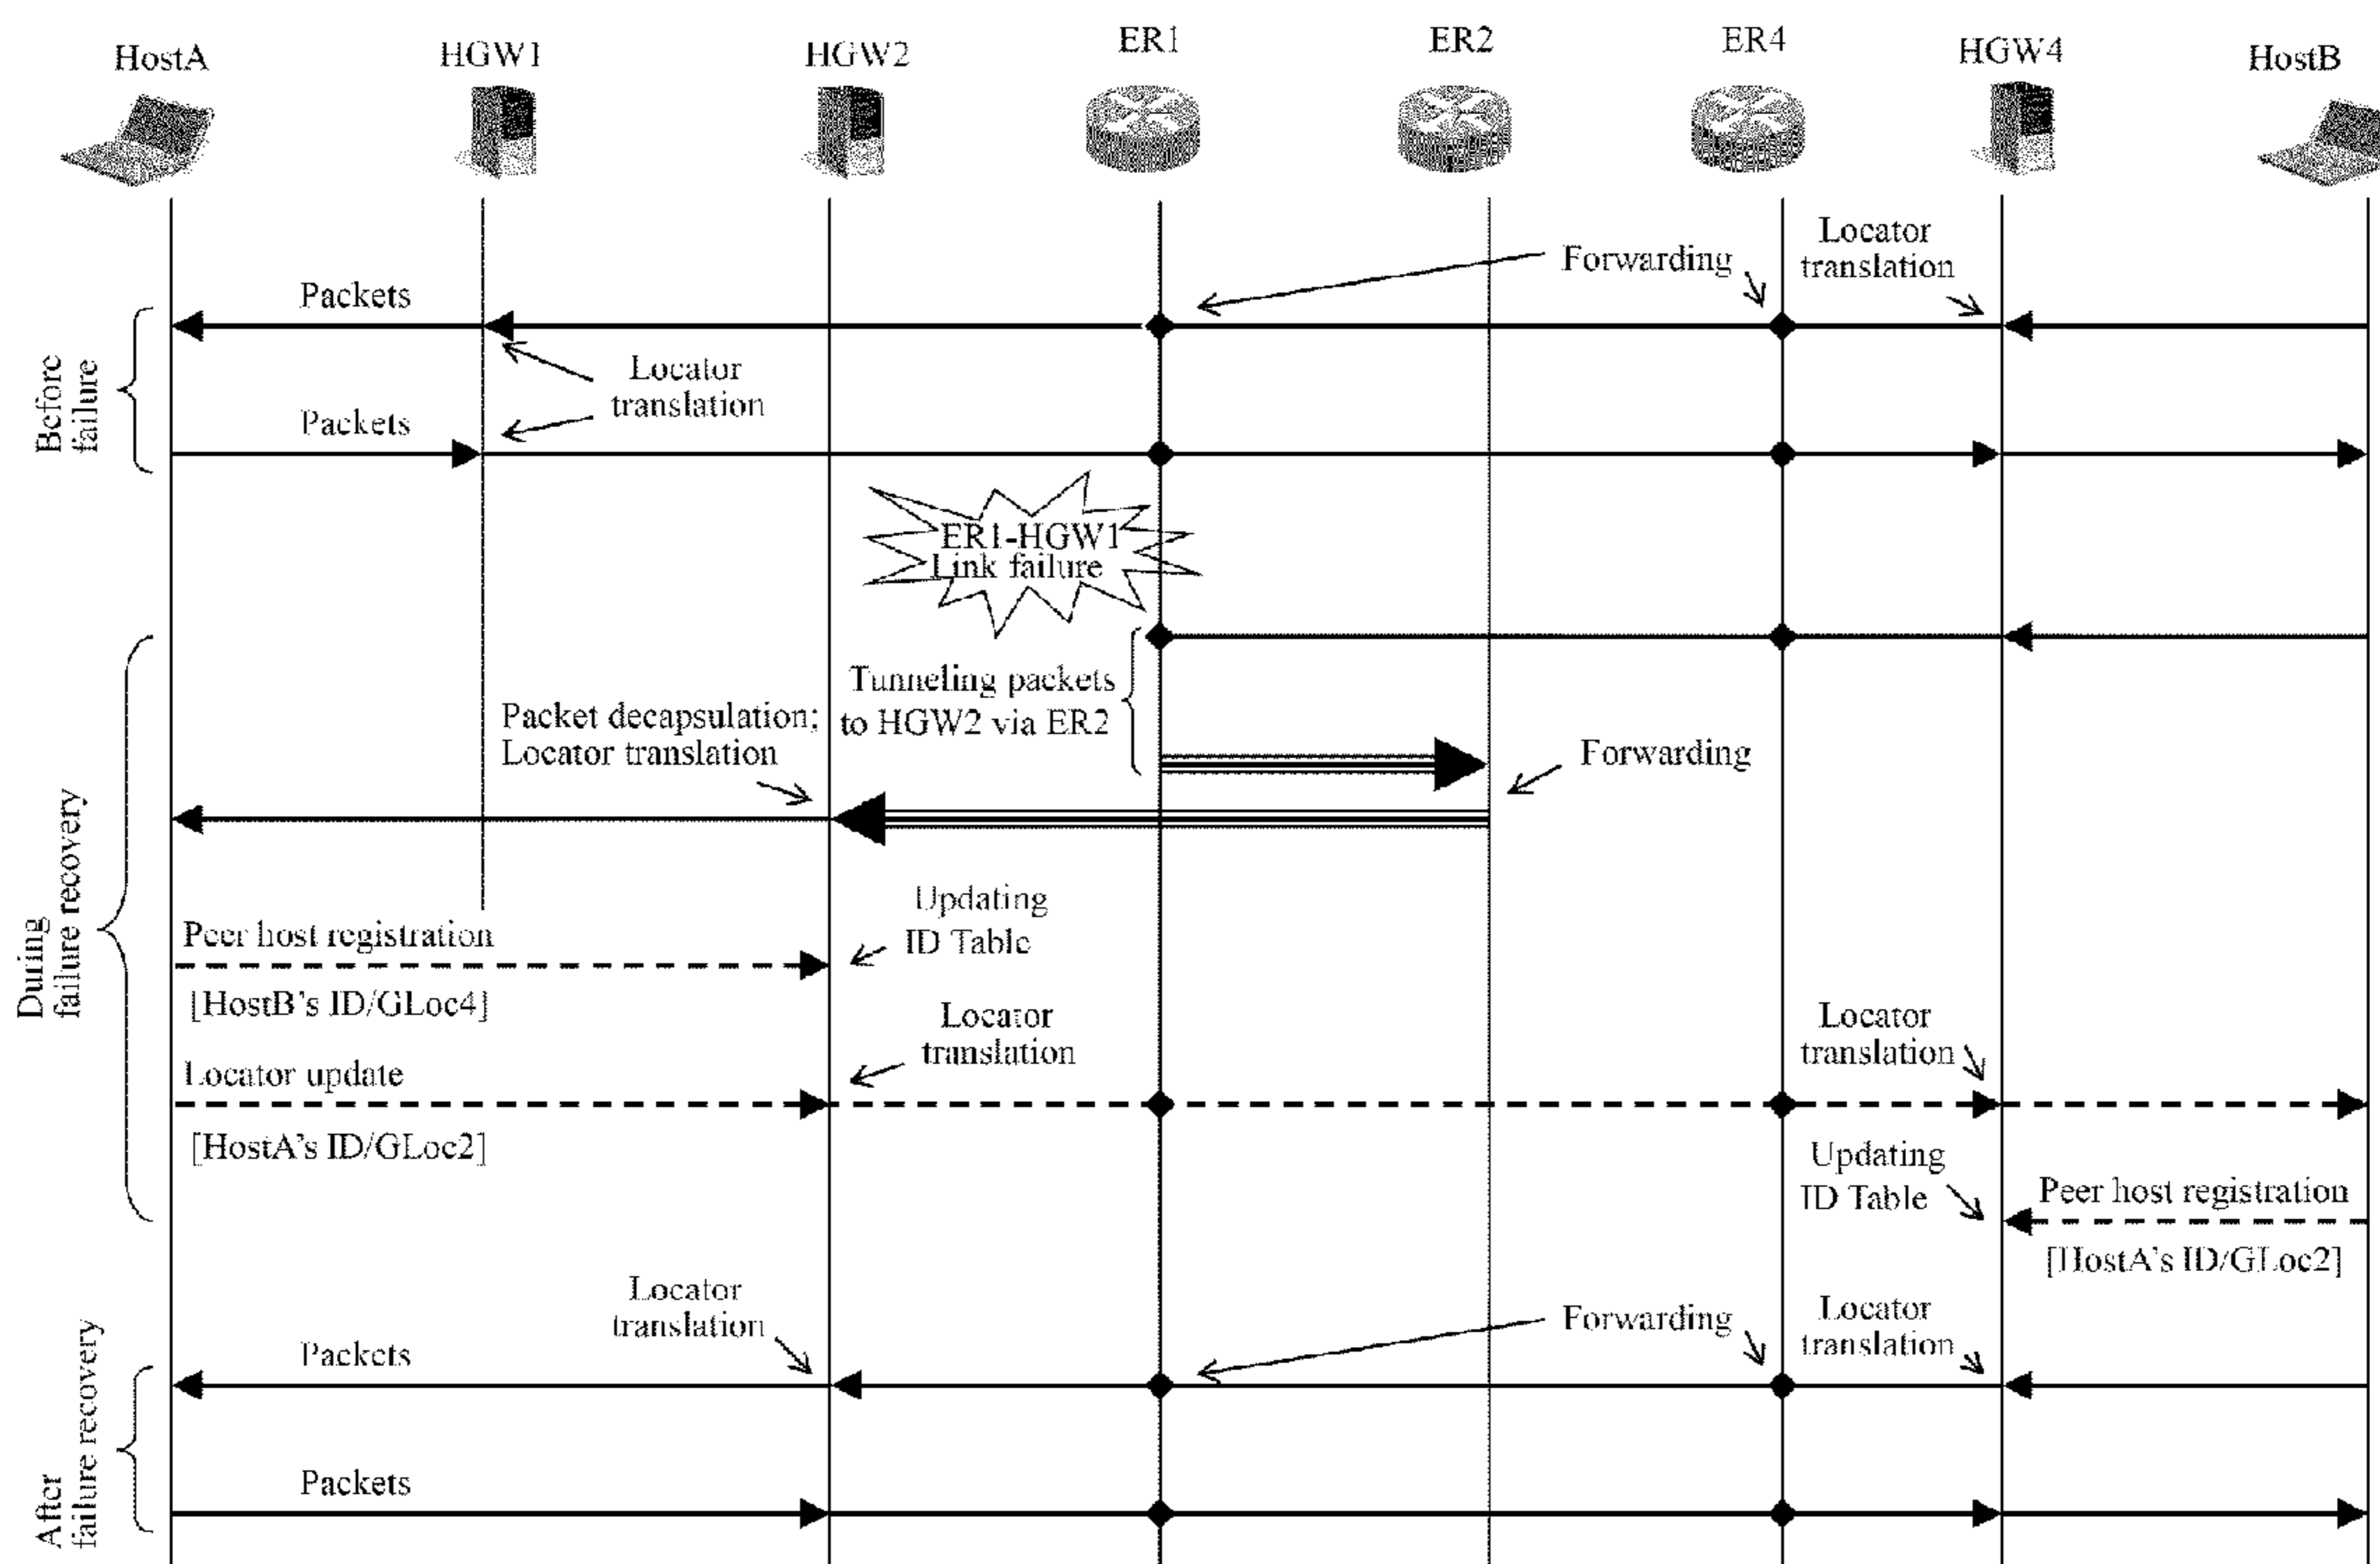 HostA
HGW1
HGW2
ER1
ER2
ER4
HGW4
HostB
Forwarding
Locator
translation
Packets
Locator
translation
Packets
Before
failure
ER1-HGW1
Link failure
Tunneling packets
to HGW2 via ER2
Packet decapsulation;
Locator translation
Forwarding
During
failure recovery
Updating
ID Table
Peer host registration
[HostB's ID/GLoc4]
Locator
translation
Locator
translation
Locator update
[HostA's ID/GLoc2]
Updating
ID Table
Peer host registration
[HostA's ID/GLoc2]
Locator
translation
Forwarding
Locator
translation
Packets
After
failure recovery
Packets